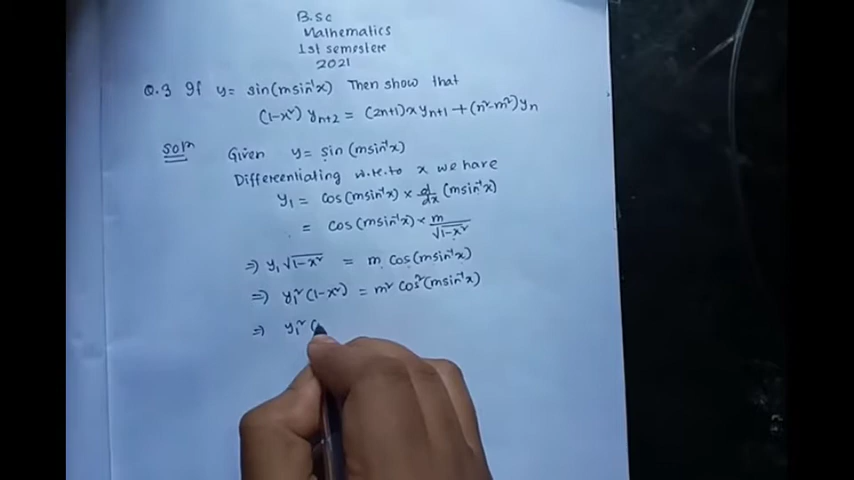 B.Sc
Mathematics
1st semestere
2021
Q.3 If y = sin(msin⁻¹x) Then show that
(1-x²) yₙ₊₂ = (2n+1)xyₙ₊₁ + (n²-m²)yₙ
Solⁿ Given y = sin(msin⁻¹x)
Differentiating w.r.to x we have
y₁ = cos(msin⁻¹x) × d/dx (msin⁻¹x)
= cos(msin⁻¹x) × m/√(1-x²)
⇒ y₁√(1-x²) = m cos(msin⁻¹x)
⇒ y₁²(1-x²) = m² cos²(msin⁻¹x)
⇒ y₁² (